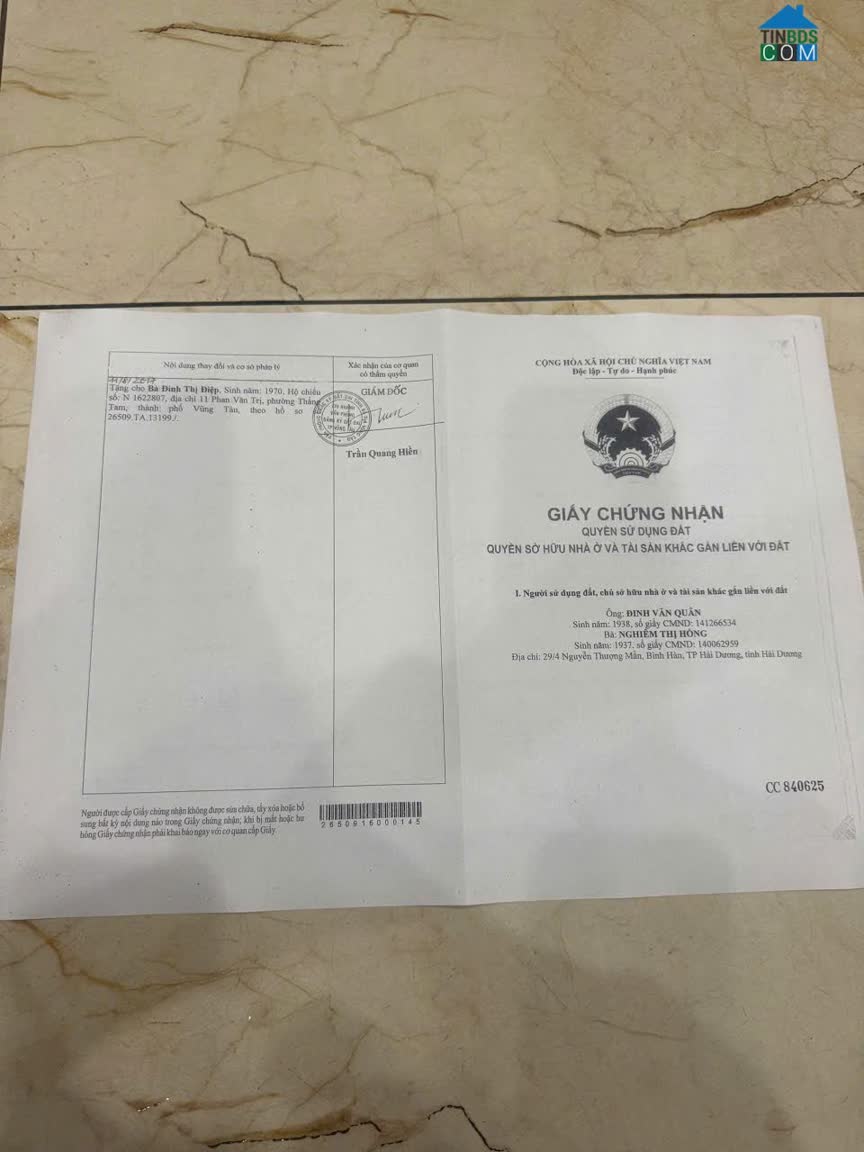 TINBDS
COM
Nội dung thay đổi và cơ sở pháp lý
Xác nhận của cơ quan
có thẩm quyền
Tặng cho Bà Đinh Thị Diệp, Sinh năm: 1970, Hộ chiếu
số: N 1622807, địa chỉ 11 Phan Văn Trị, phường Thắng
Tam, thành phố Vũng Tàu, theo hồ sơ
26509.TA.13199./.
GIÁM ĐỐC
Trần Quang Hiền
Người được cấp Giấy chứng nhận không được sửa chữa, tẩy xóa hoặc bổ
sung bất kỳ nội dung nào trong Giấy chứng nhận; khi bị mất hoặc hư
hỏng Giấy chứng nhận phải khai báo ngay với cơ quan cấp Giấy.
2650916000145
CỘNG HÒA XÃ HỘI CHỦ NGHĨA VIỆT NAM
Độc lập - Tự do - Hạnh phúc
GIẤY CHỨNG NHẬN
QUYỀN SỬ DỤNG ĐẤT
QUYỀN SỞ HỮU NHÀ Ở VÀ TÀI SẢN KHÁC GẮN LIỀN VỚI ĐẤT
I. Người sử dụng đất, chủ sở hữu nhà ở và tài sản khác gắn liền với đất
Ông: ĐINH VĂN QUÂN
Sinh năm: 1938, số giấy CMND: 141266534
Bà: NGHIÊM THỊ HỒNG
Sinh năm: 1937, số giấy CMND: 140062959
Địa chỉ: 29/4 Nguyễn Thượng Mẫn, Bình Hàn, TP Hải Dương, tỉnh Hải Dương
CC 840625